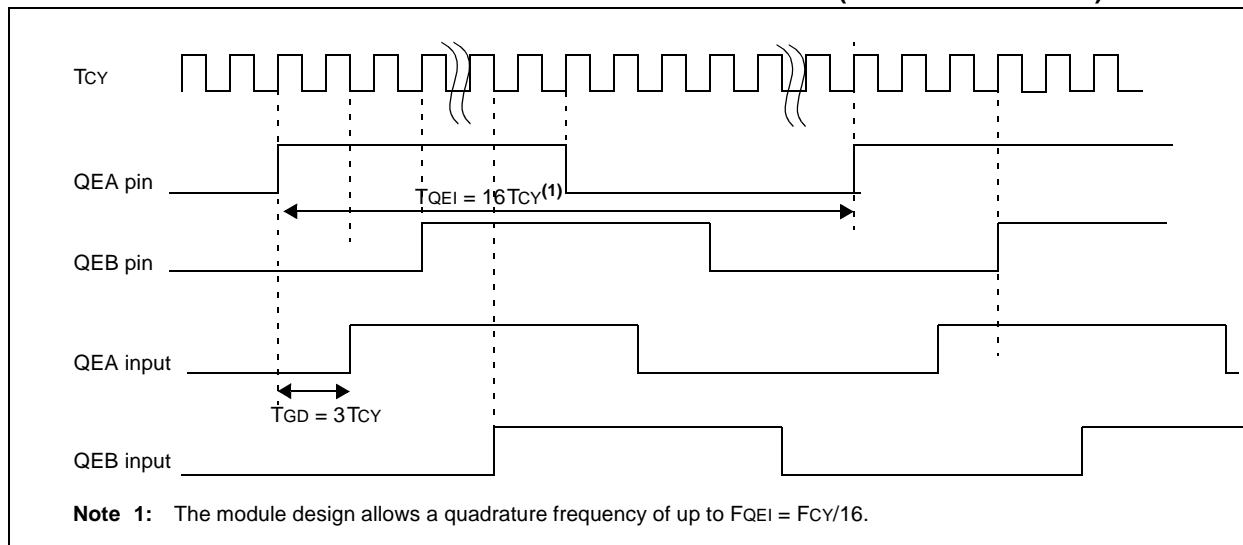 TCY
QEA pin
TQEI = 16TCY(1)
QEB pin
QEA input
TGD = 3TCY
QEB input
Note 1: The module design allows a quadrature frequency of up to FQEI = FCY/16.